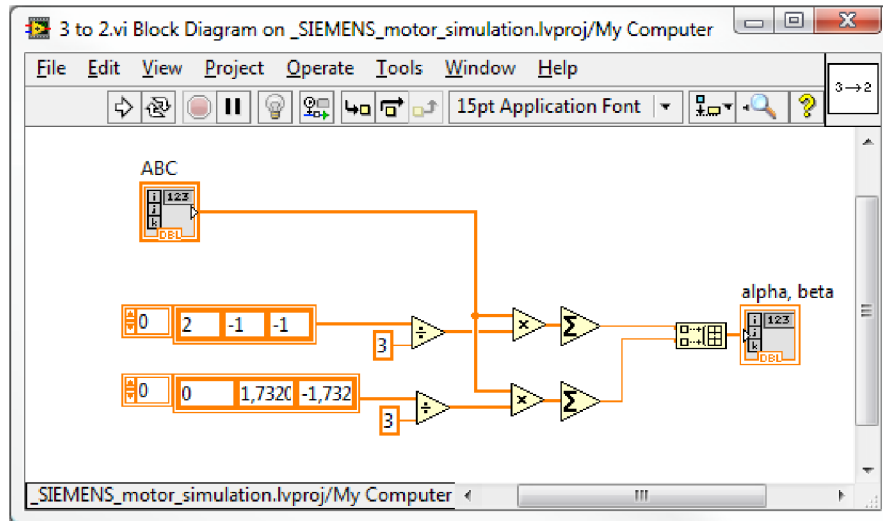 3 to 2.vi Block Diagram on _SIEMENS_motor_simulation.lvproj/My Computer
File Edit View Project Operate Tools Window Help
15pt Application Font
3→2
ABC
i 123
j
k
DBL
alpha, beta
i 123
j
k
DBL
0 2 -1 -1
÷
3
×
Σ
0 0 1,7320 -1,732
÷
3
×
Σ
_SIEMENS_motor_simulation.lvproj/My Computer